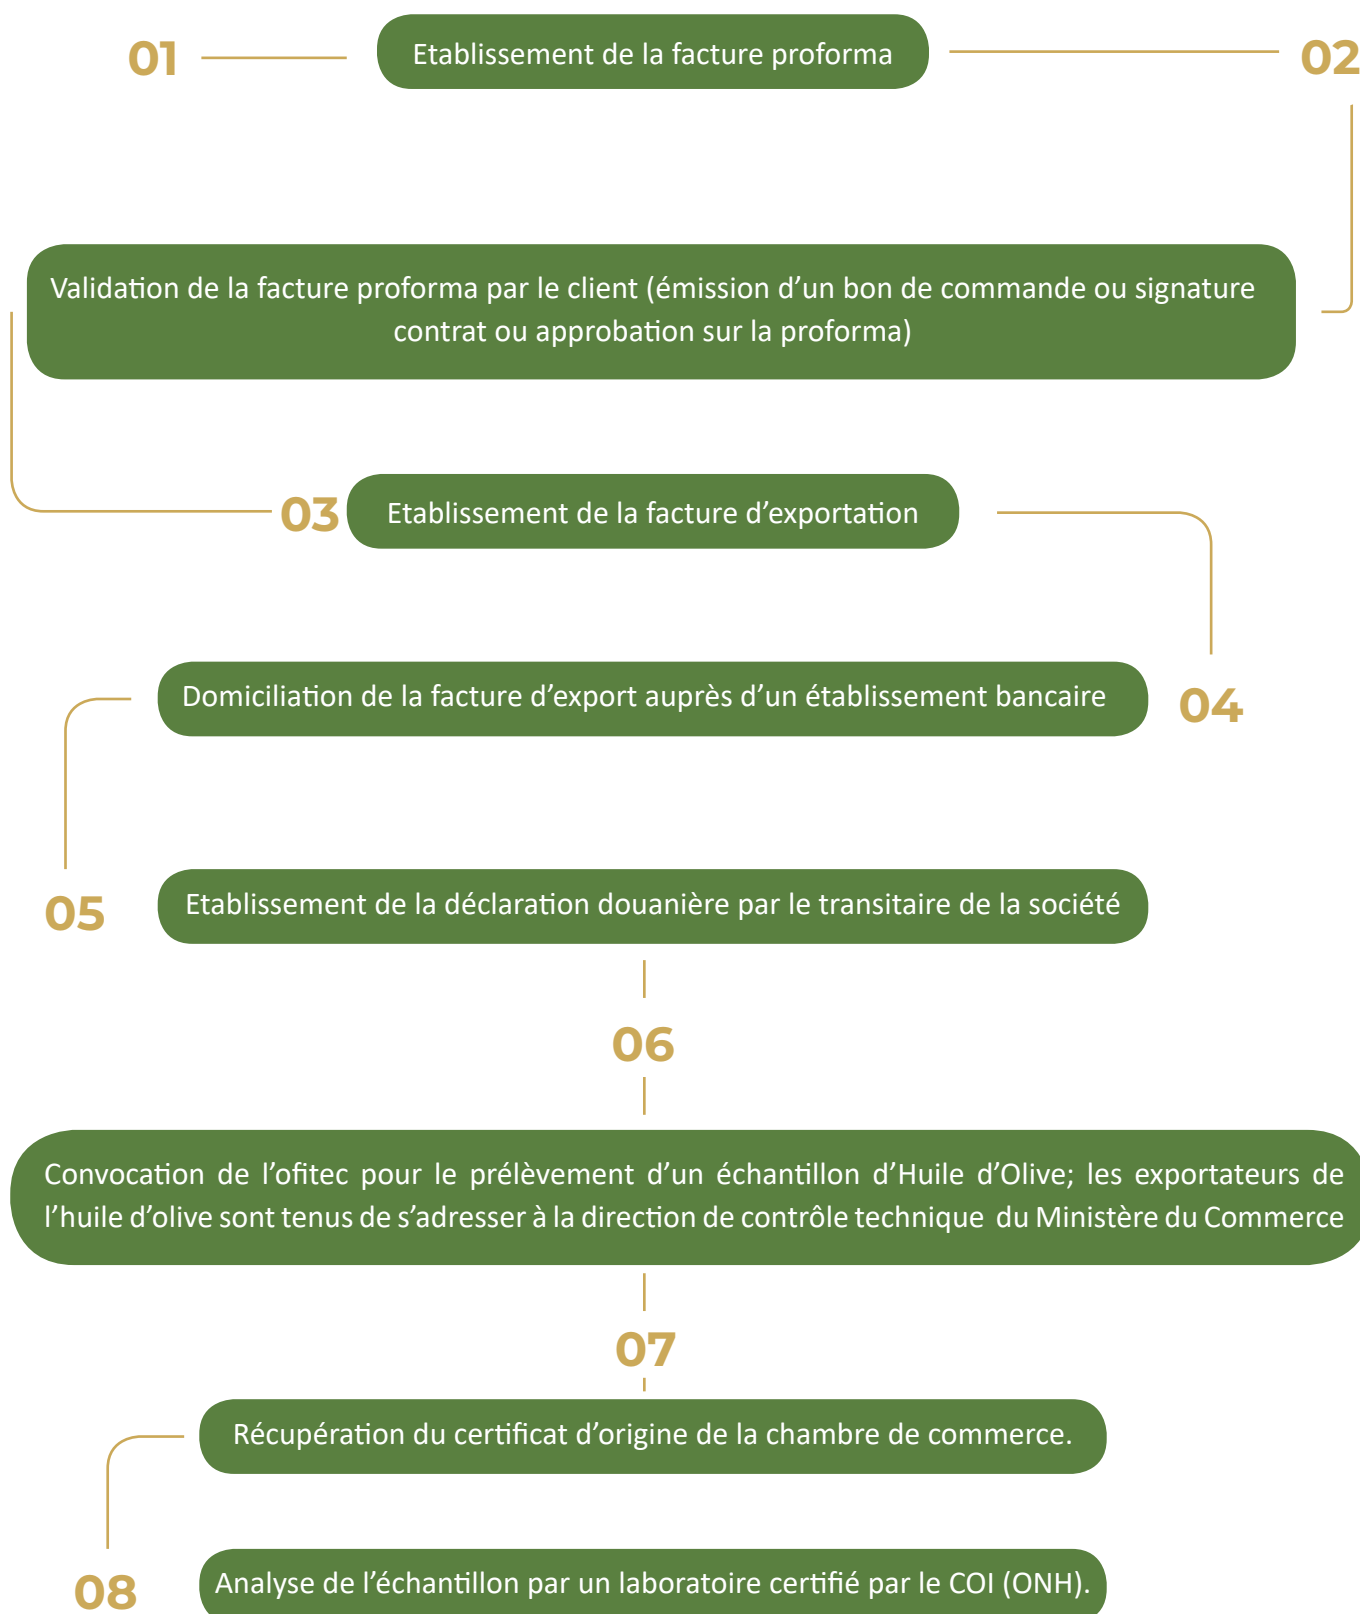 01
Etablissement de la facture proforma
02
Validation de la facture proforma par le client (émission d’un bon de commande ou signature
contrat ou approbation sur la proforma)
03
Etablissement de la facture d’exportation
Domiciliation de la facture d’export auprès d’un établissement bancaire
04
05
Etablissement de la déclaration douanière par le transitaire de la société
06
Convocation de l’ofitec pour le prélèvement d’un échantillon d’Huile d’Olive; les exportateurs de
l’huile d’olive sont tenus de s’adresser à la direction de contrôle technique du Ministère du Commerce
07
Récupération du certificat d’origine de la chambre de commerce.
08
Analyse de l’échantillon par un laboratoire certifié par le COI (ONH).